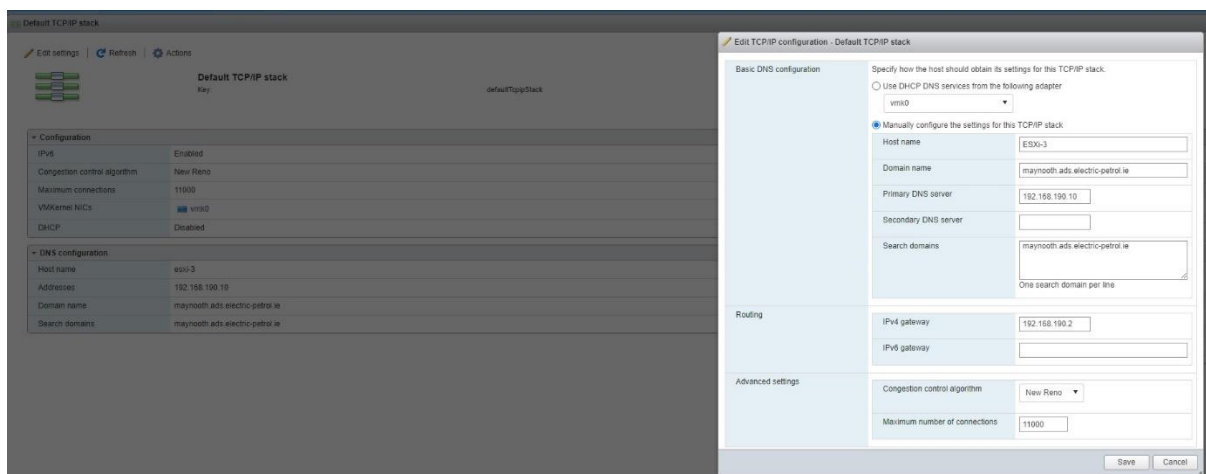 Default TCP/IP stack
Edit settings Refresh Actions
Default TCP/IP stack
Key defaultTcpipStack
Configuration
IPv6 Enabled
Congestion control algorithm New Reno
Maximum connections 11000
VMKernel NICs vmk0
DHCP Disabled
DNS configuration
Host name esxi-3
Addresses 192.168.190.10
Domain name maynooth.ads.electric-petrol.ie
Search domains maynooth.ads.electric-petrol.ie
Edit TCP/IP configuration - Default TCP/IP stack
Basic DNS configuration
Specify how the host should obtain its settings for this TCP/IP stack.
Use DHCP DNS services from the following adapter
vmk0
Manually configure the settings for this TCP/IP stack
Host name ESXi-3
Domain name maynooth.ads.electric-petrol.ie
Primary DNS server 192.168.190.10
Secondary DNS server
Search domains maynooth.ads.electric-petrol.ie
One search domain per line
Routing
IPv4 gateway 192.168.190.2
IPv6 gateway
Advanced settings
Congestion control algorithm New Reno
Maximum number of connections 11000
Save Cancel